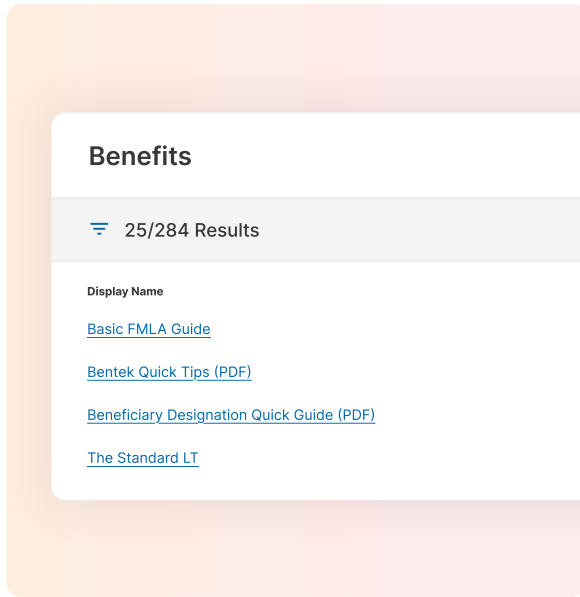 Benefits
25/284 Results
Display Name
Basic FMLA Guide
Bentek Quick Tips (PDF)
Beneficiary Designation Quick Guide (PDF)
The Standard LT